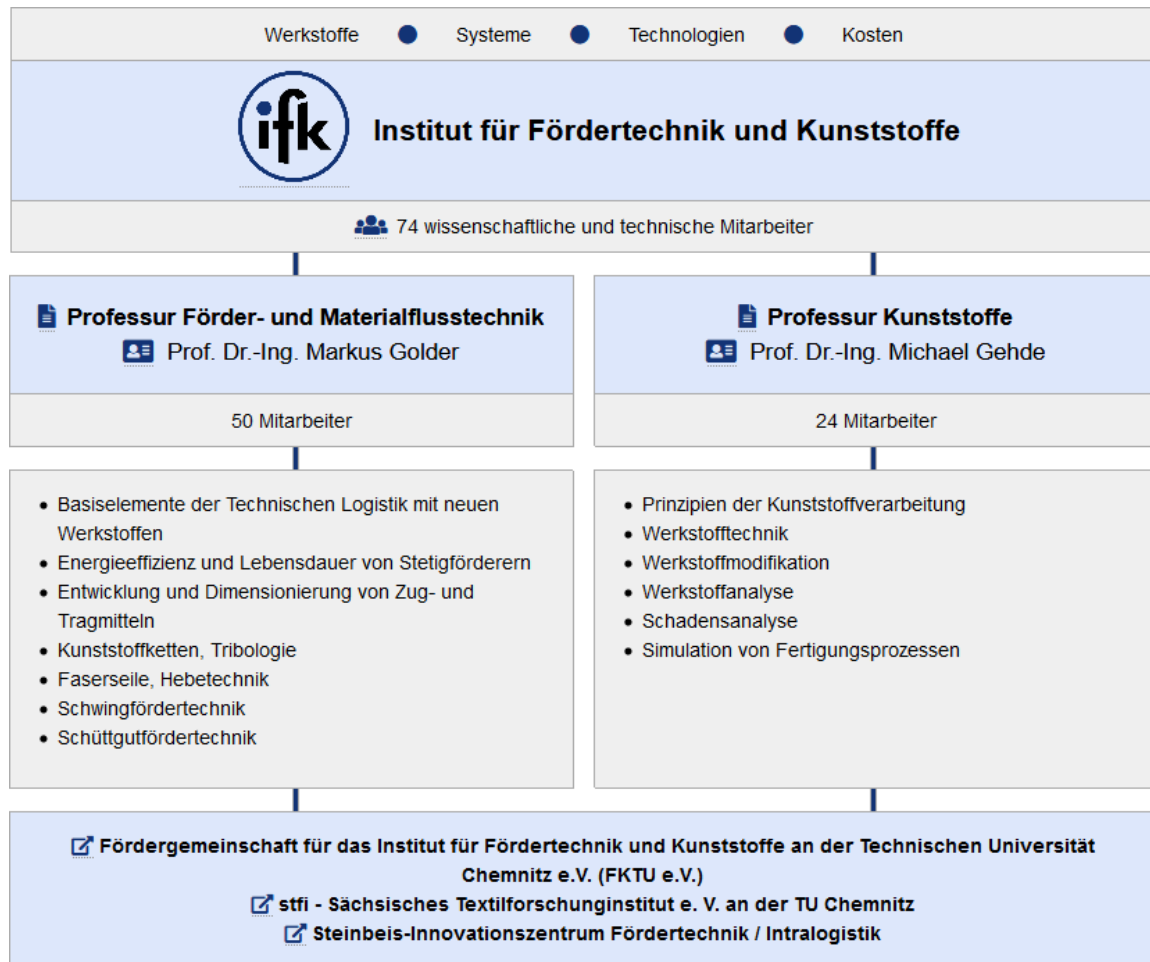 Werkstoffe ● Systeme ● Technologien ● Kosten
ifk Institut für Fördertechnik und Kunststoffe
74 wissenschaftliche und technische Mitarbeiter
Professur Förder- und Materialflusstechnik
Prof. Dr.-Ing. Markus Golder
50 Mitarbeiter
Professur Kunststoffe
Prof. Dr.-Ing. Michael Gehde
24 Mitarbeiter
• Basiselemente der Technischen Logistik mit neuen
Werkstoffen
• Energieeffizienz und Lebensdauer von Stetigförderern
• Entwicklung und Dimensionierung von Zug- und
Tragmitteln
• Kunststoffketten, Tribologie
• Faserseile, Hebetechnik
• Schwingfördertechnik
• Schüttgutfördertechnik
• Prinzipien der Kunststoffverarbeitung
• Werkstofftechnik
• Werkstoffmodifikation
• Werkstoffanalyse
• Schadensanalyse
• Simulation von Fertigungsprozessen
Fördergemeinschaft für das Institut für Fördertechnik und Kunststoffe an der Technischen Universität
Chemnitz e.V. (FKTU e.V.)
stfi - Sächsisches Textilforschunginstitut e. V. an der TU Chemnitz
Steinbeis-Innovationszentrum Fördertechnik / Intralogistik